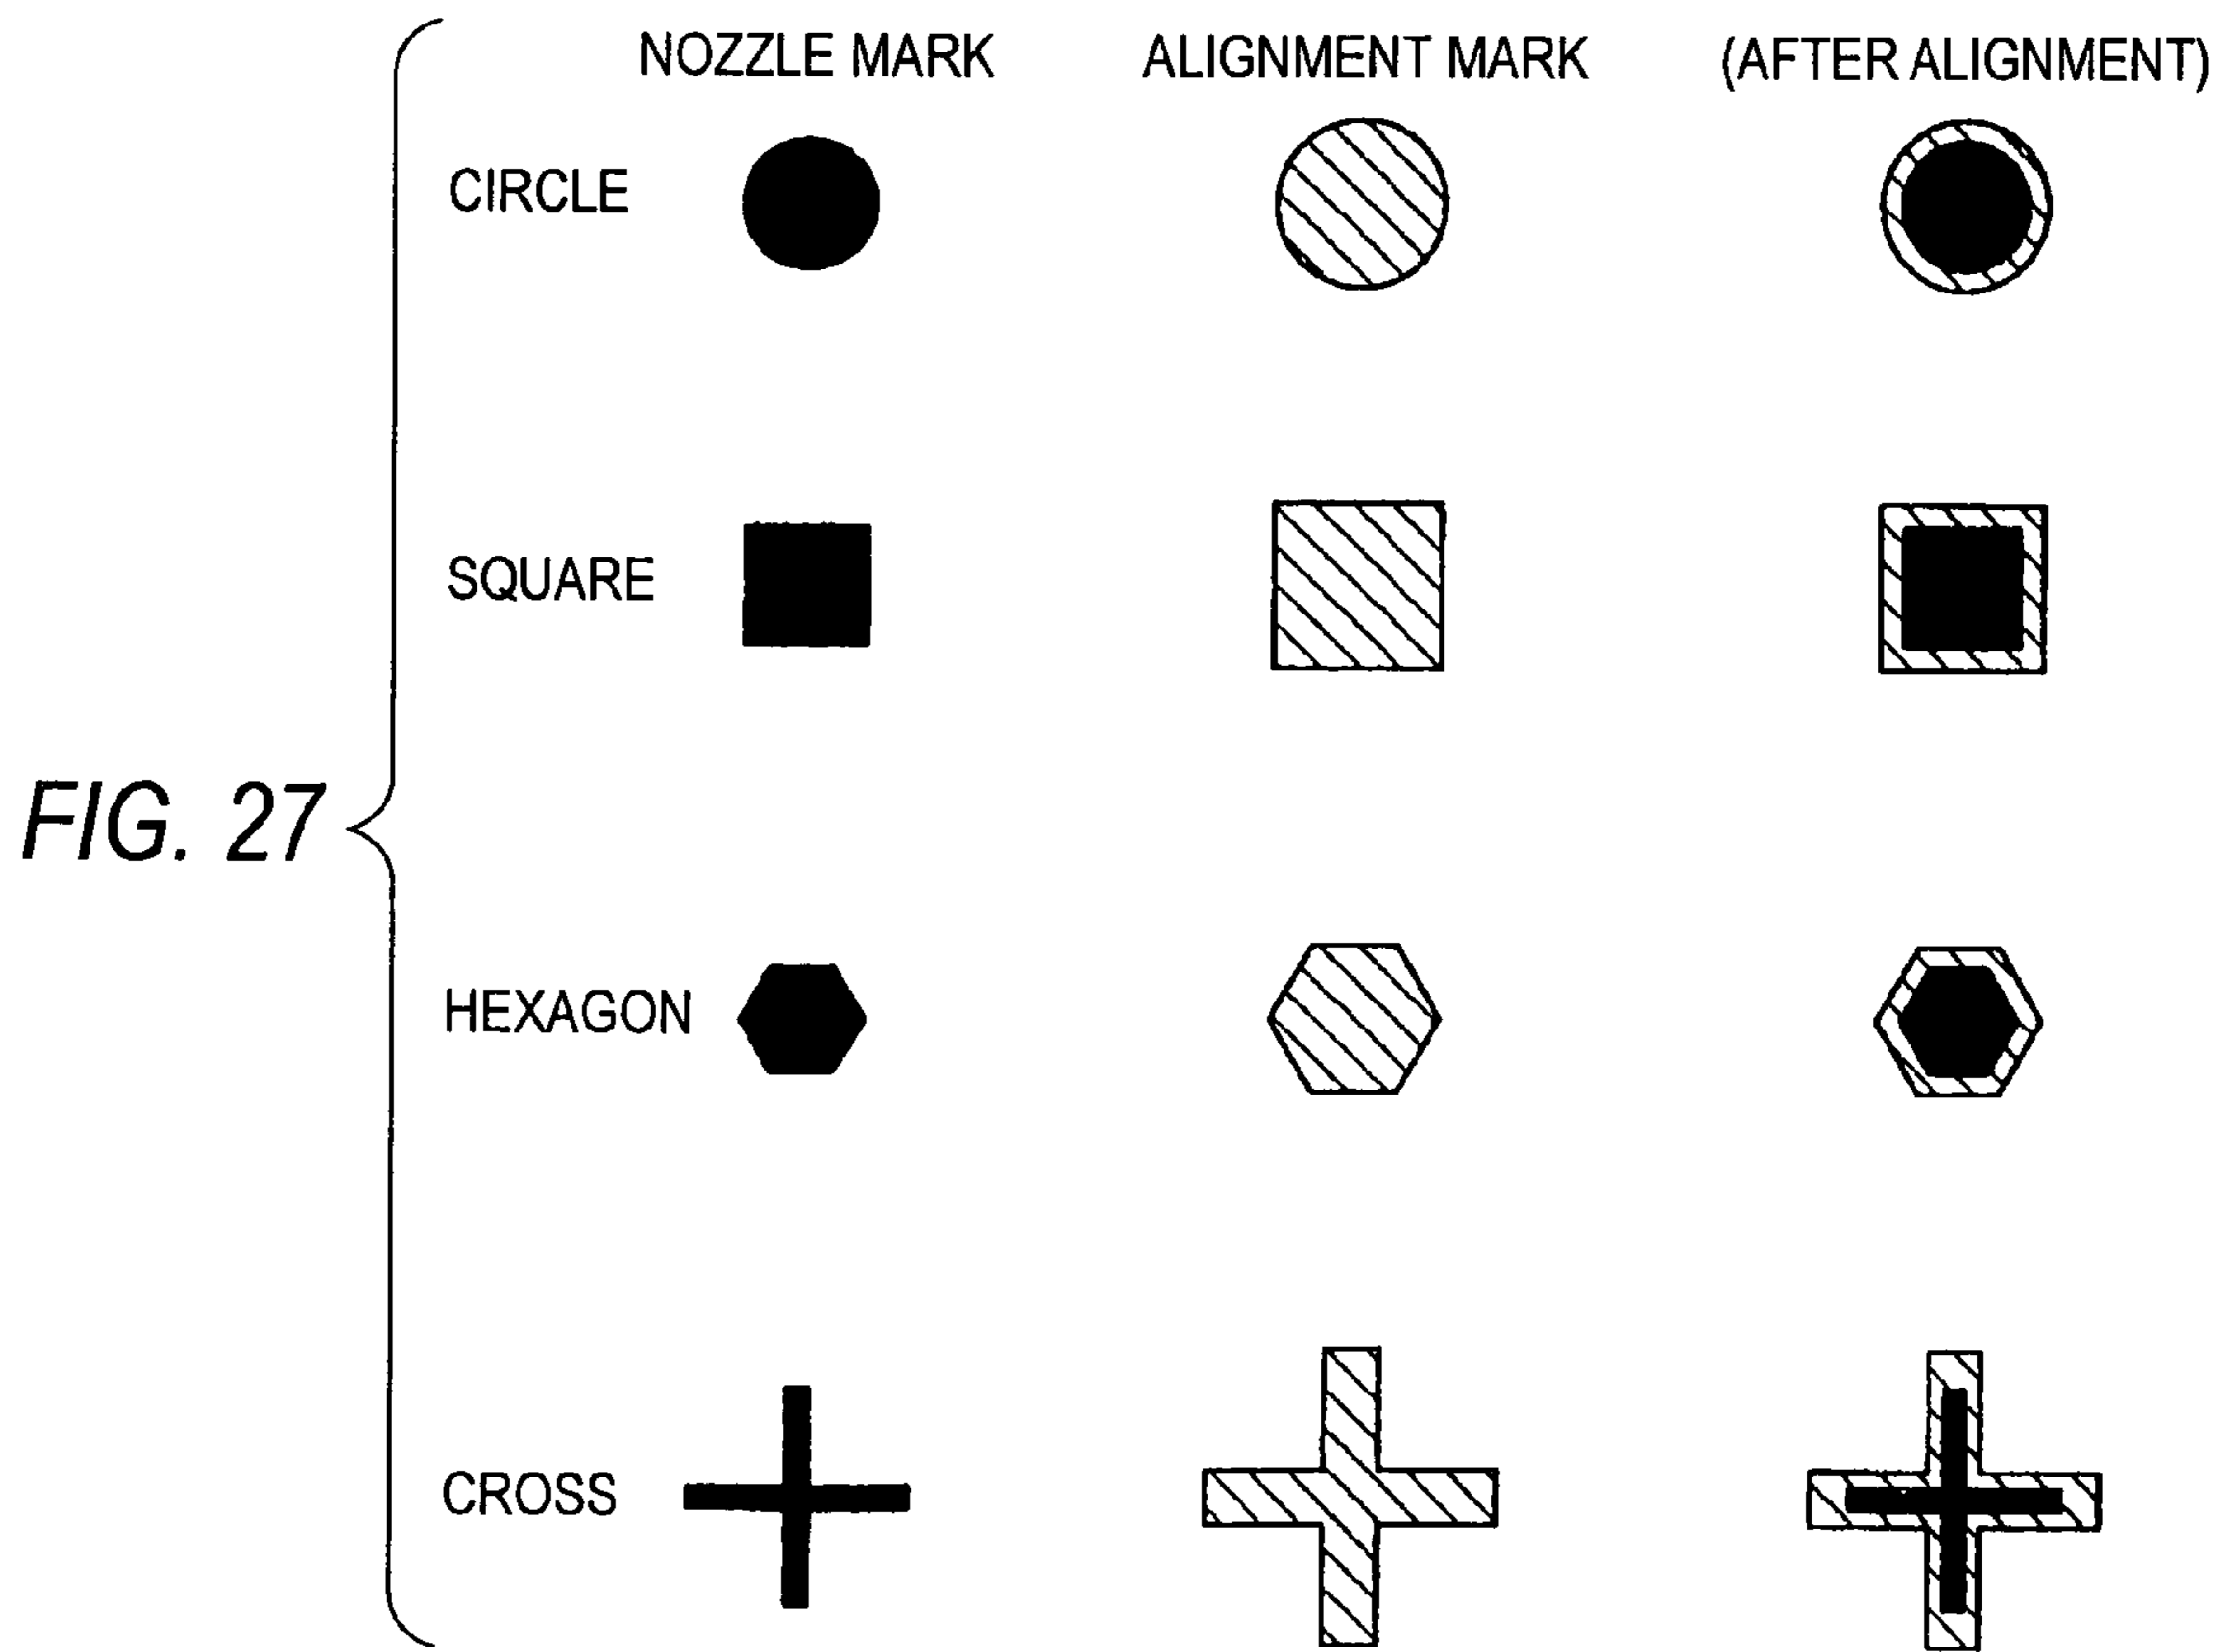 NOZZLE MARK ALIGNMENT MARK (AFTER ALIGNMENT)
CIRCLE
SQUARE
FIG. 27
HEXAGON
CROSS